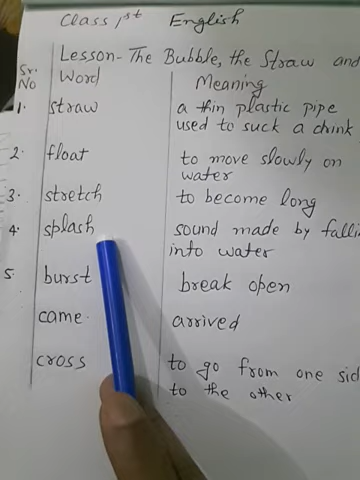 Class 1st English
Lesson- The Bubble, the Straw and
Sr. No Word Meaning
1. straw a thin plastic pipe
used to suck a drink
2. float to move slowly on
water
3. stretch to become long
4. splash sound made by falli
into water
5 burst break open
came. arrived
cross to go from one sid
to the other